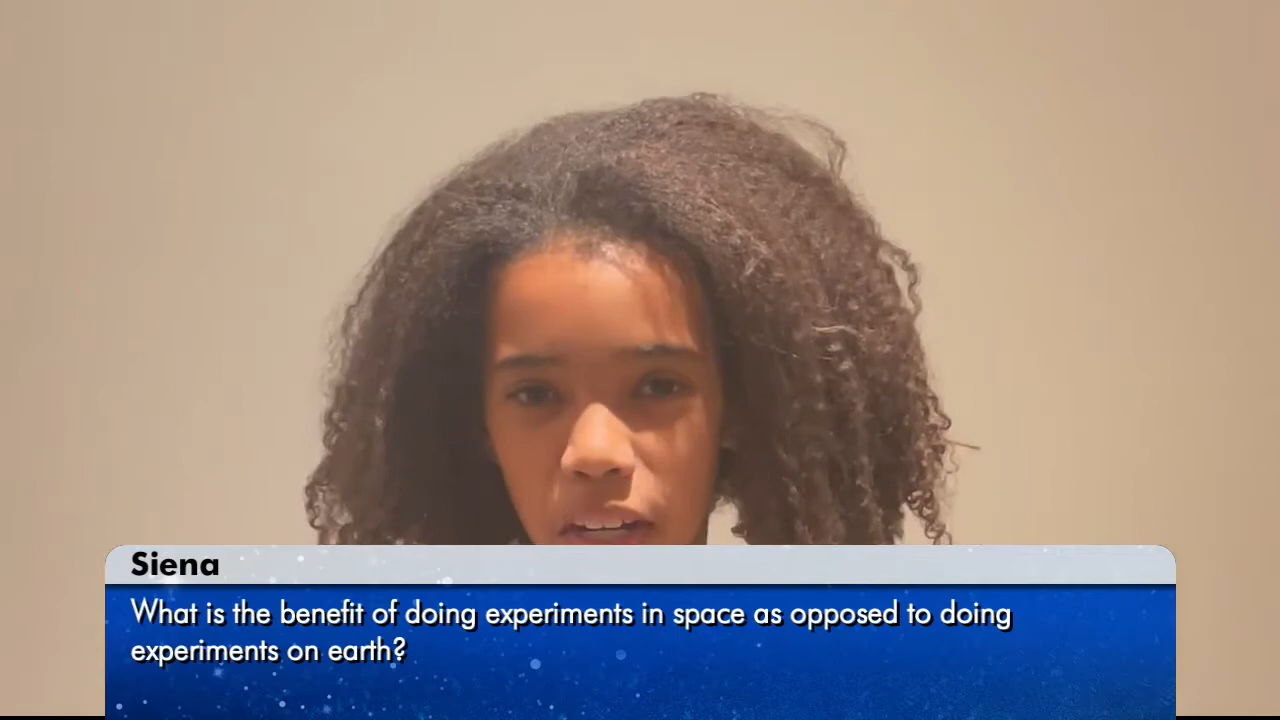 Siena
What is the benefit of doing experiments in space as opposed to doing
experiments on earth?